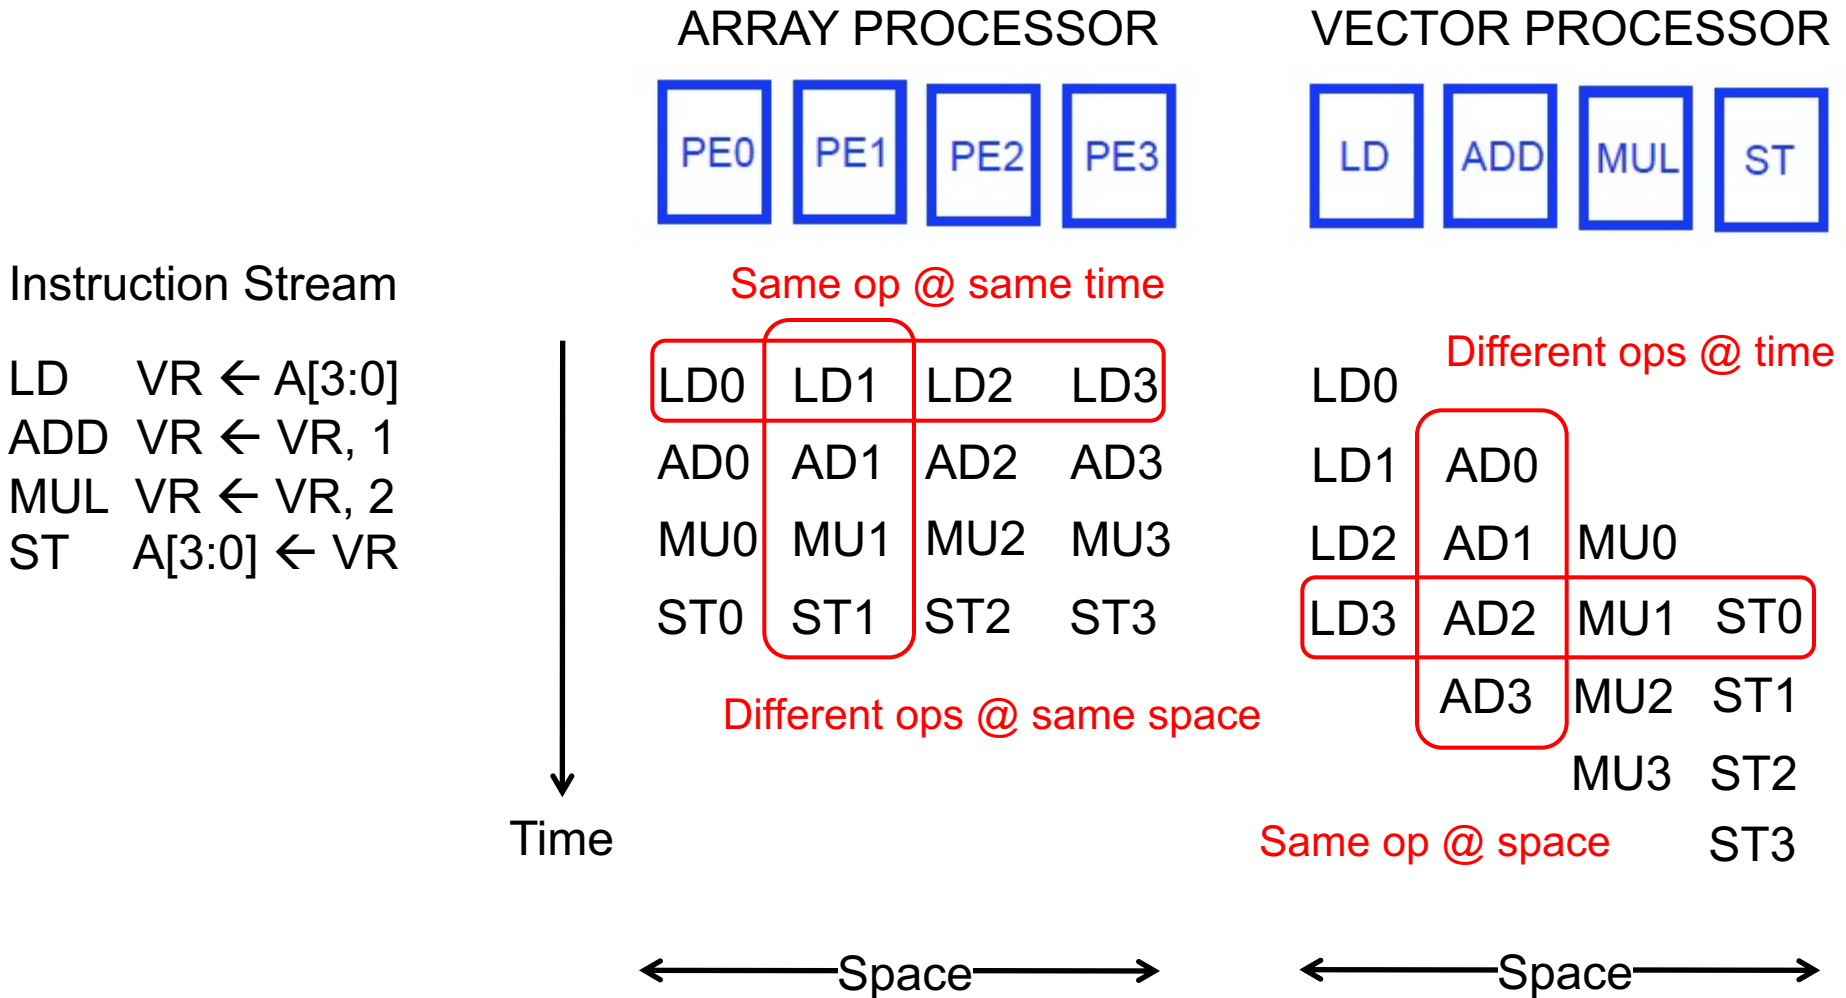 ARRAY PROCESSOR VECTOR PROCESSOR
PE0 PE1 PE2 PE3 LD ADD MUL ST
Instruction Stream
Same op @ same time
Different ops @ time
LD VR ← A[3:0]
ADD VR ← VR, 1
MUL VR ← VR, 2
ST A[3:0] ← VR
LD0 LD1 LD2 LD3
AD0 AD1 AD2 AD3
MU0 MU1 MU2 MU3
ST0 ST1 ST2 ST3
Different ops @ same space
LD0
LD1 AD0
LD2 AD1 MU0
LD3 AD2 MU1 ST0
AD3 MU2 ST1
MU3 ST2
ST3
Same op @ space
Time
Space
Space